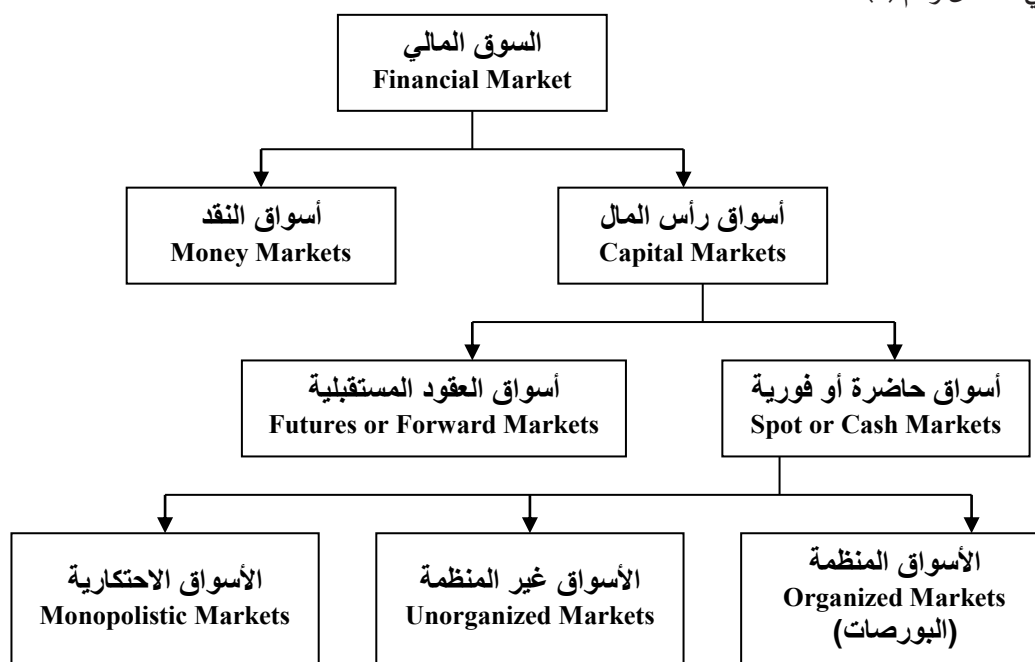 السوق المالي
Financial Market
أسواق رأس المال
Capital Markets
أسواق النقد
Money Markets
أسواق حاضرة أو فورية
Spot or Cash Markets
أسواق العقود المستقبلية
Futures or Forward Markets
الأسواق المنظمة
Organized Markets
(البورصات)
الأسواق غير المنظمة
Unorganized Markets
الأسواق الاحتكارية
Monopolistic Markets